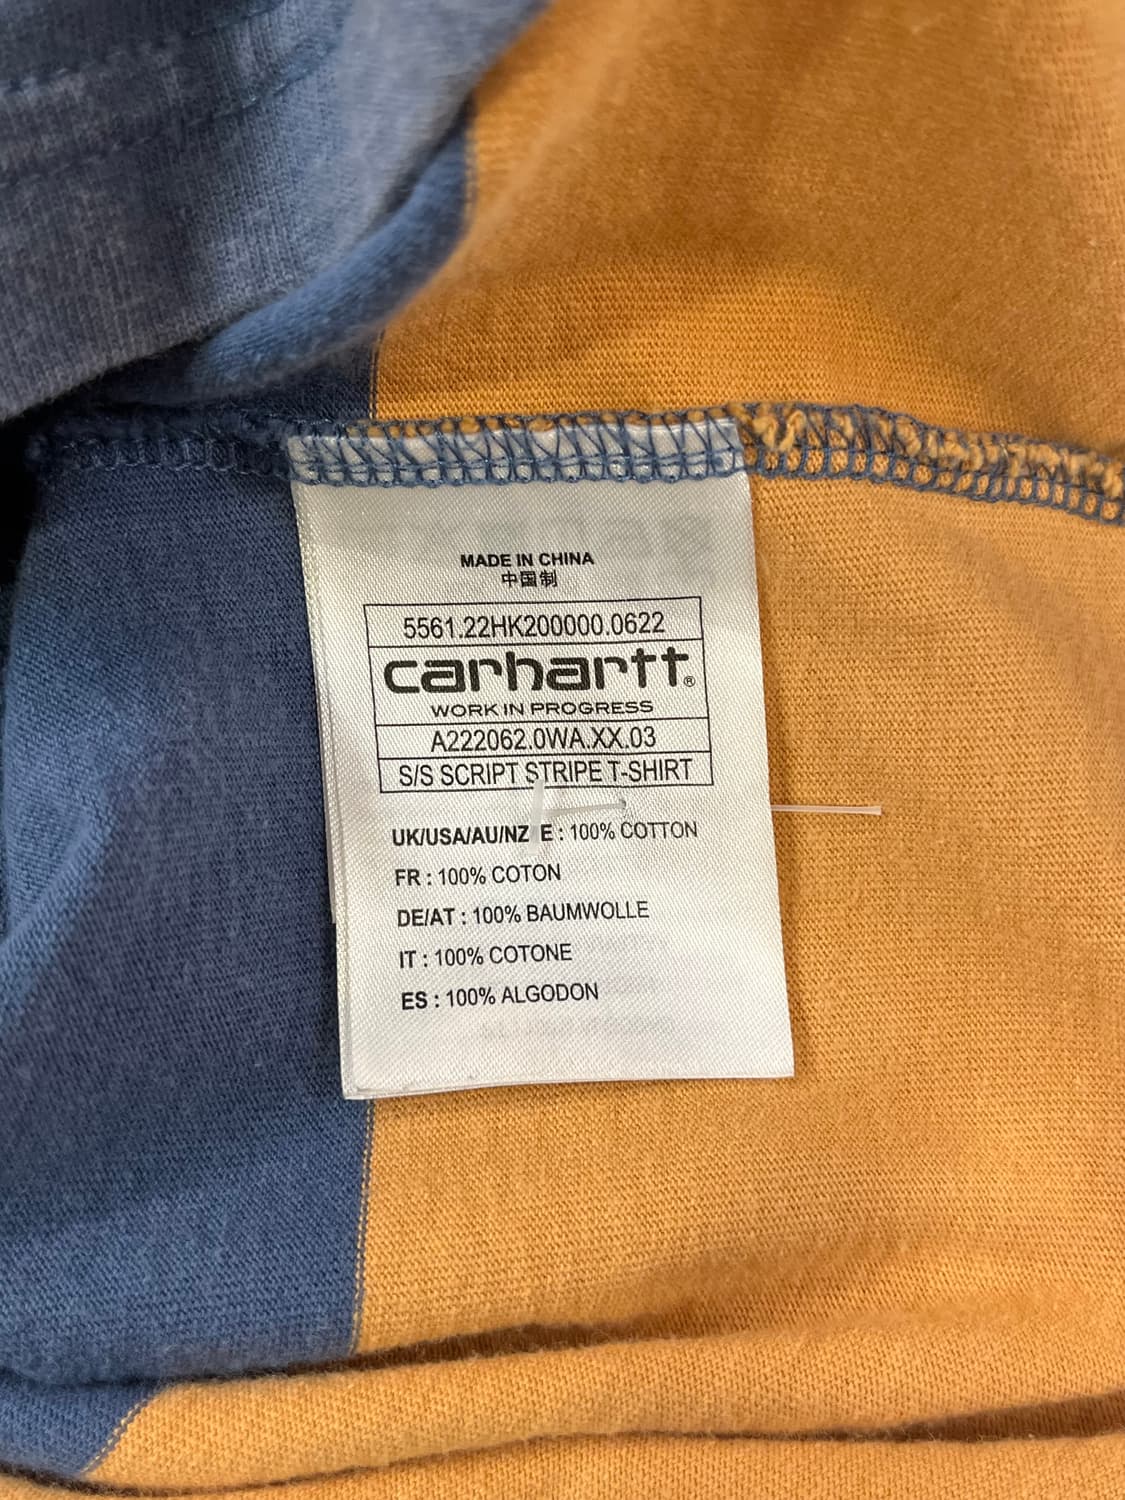 MADE IN CHINA
中国制
5561.22HK200000.0622
carhartt®
WORK IN PROGRESS
A222062.0WA.XX.03
S/S SCRIPT STRIPE T-SHIRT
UK/USA/AU/NZ E : 100% COTTON
FR : 100% COTON
DE/AT : 100% BAUMWOLLE
IT : 100% COTONE
ES : 100% ALGODON